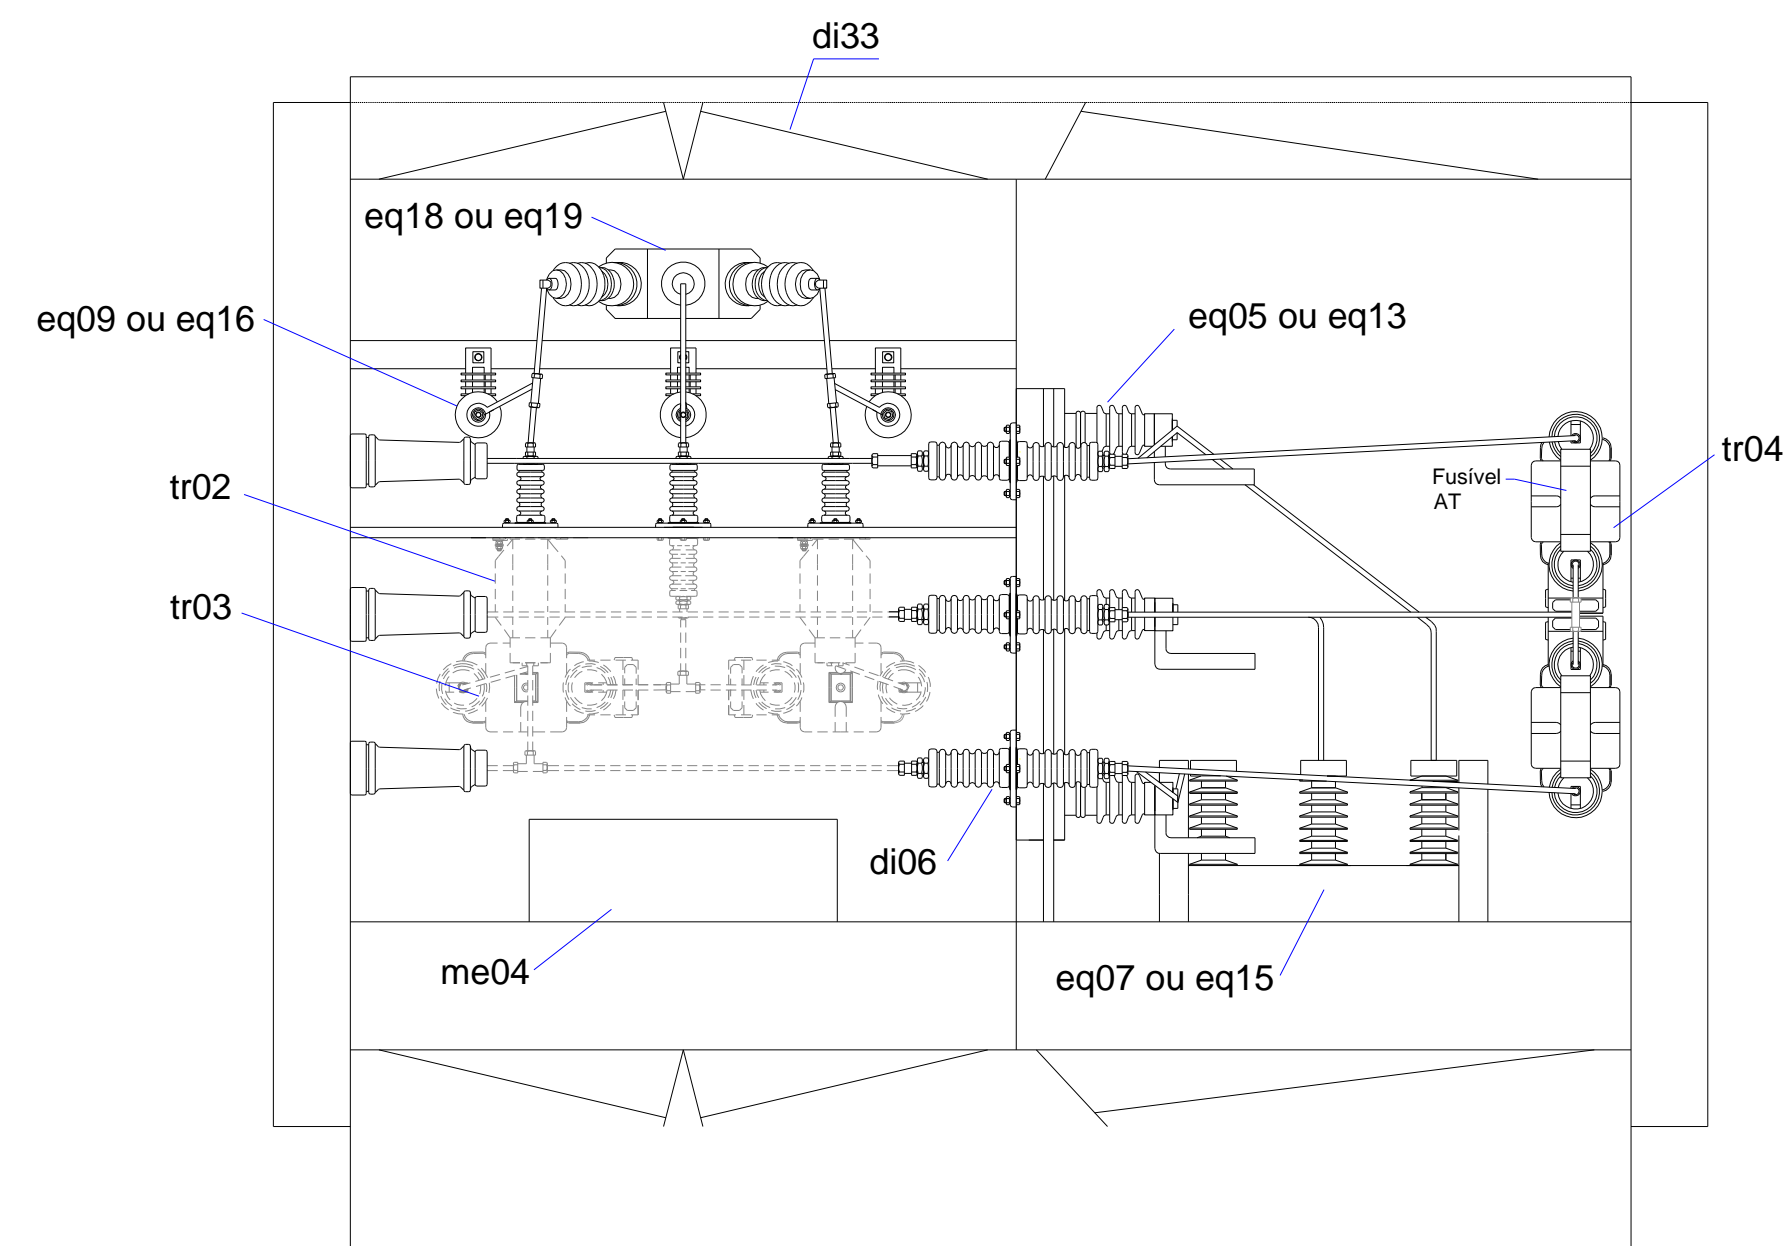 di33
eq18 ou eq19
eq09 ou eq16
eq05 ou eq13
tr04
Fusível
AT
tr02
tr03
di06
me04
eq07 ou eq15